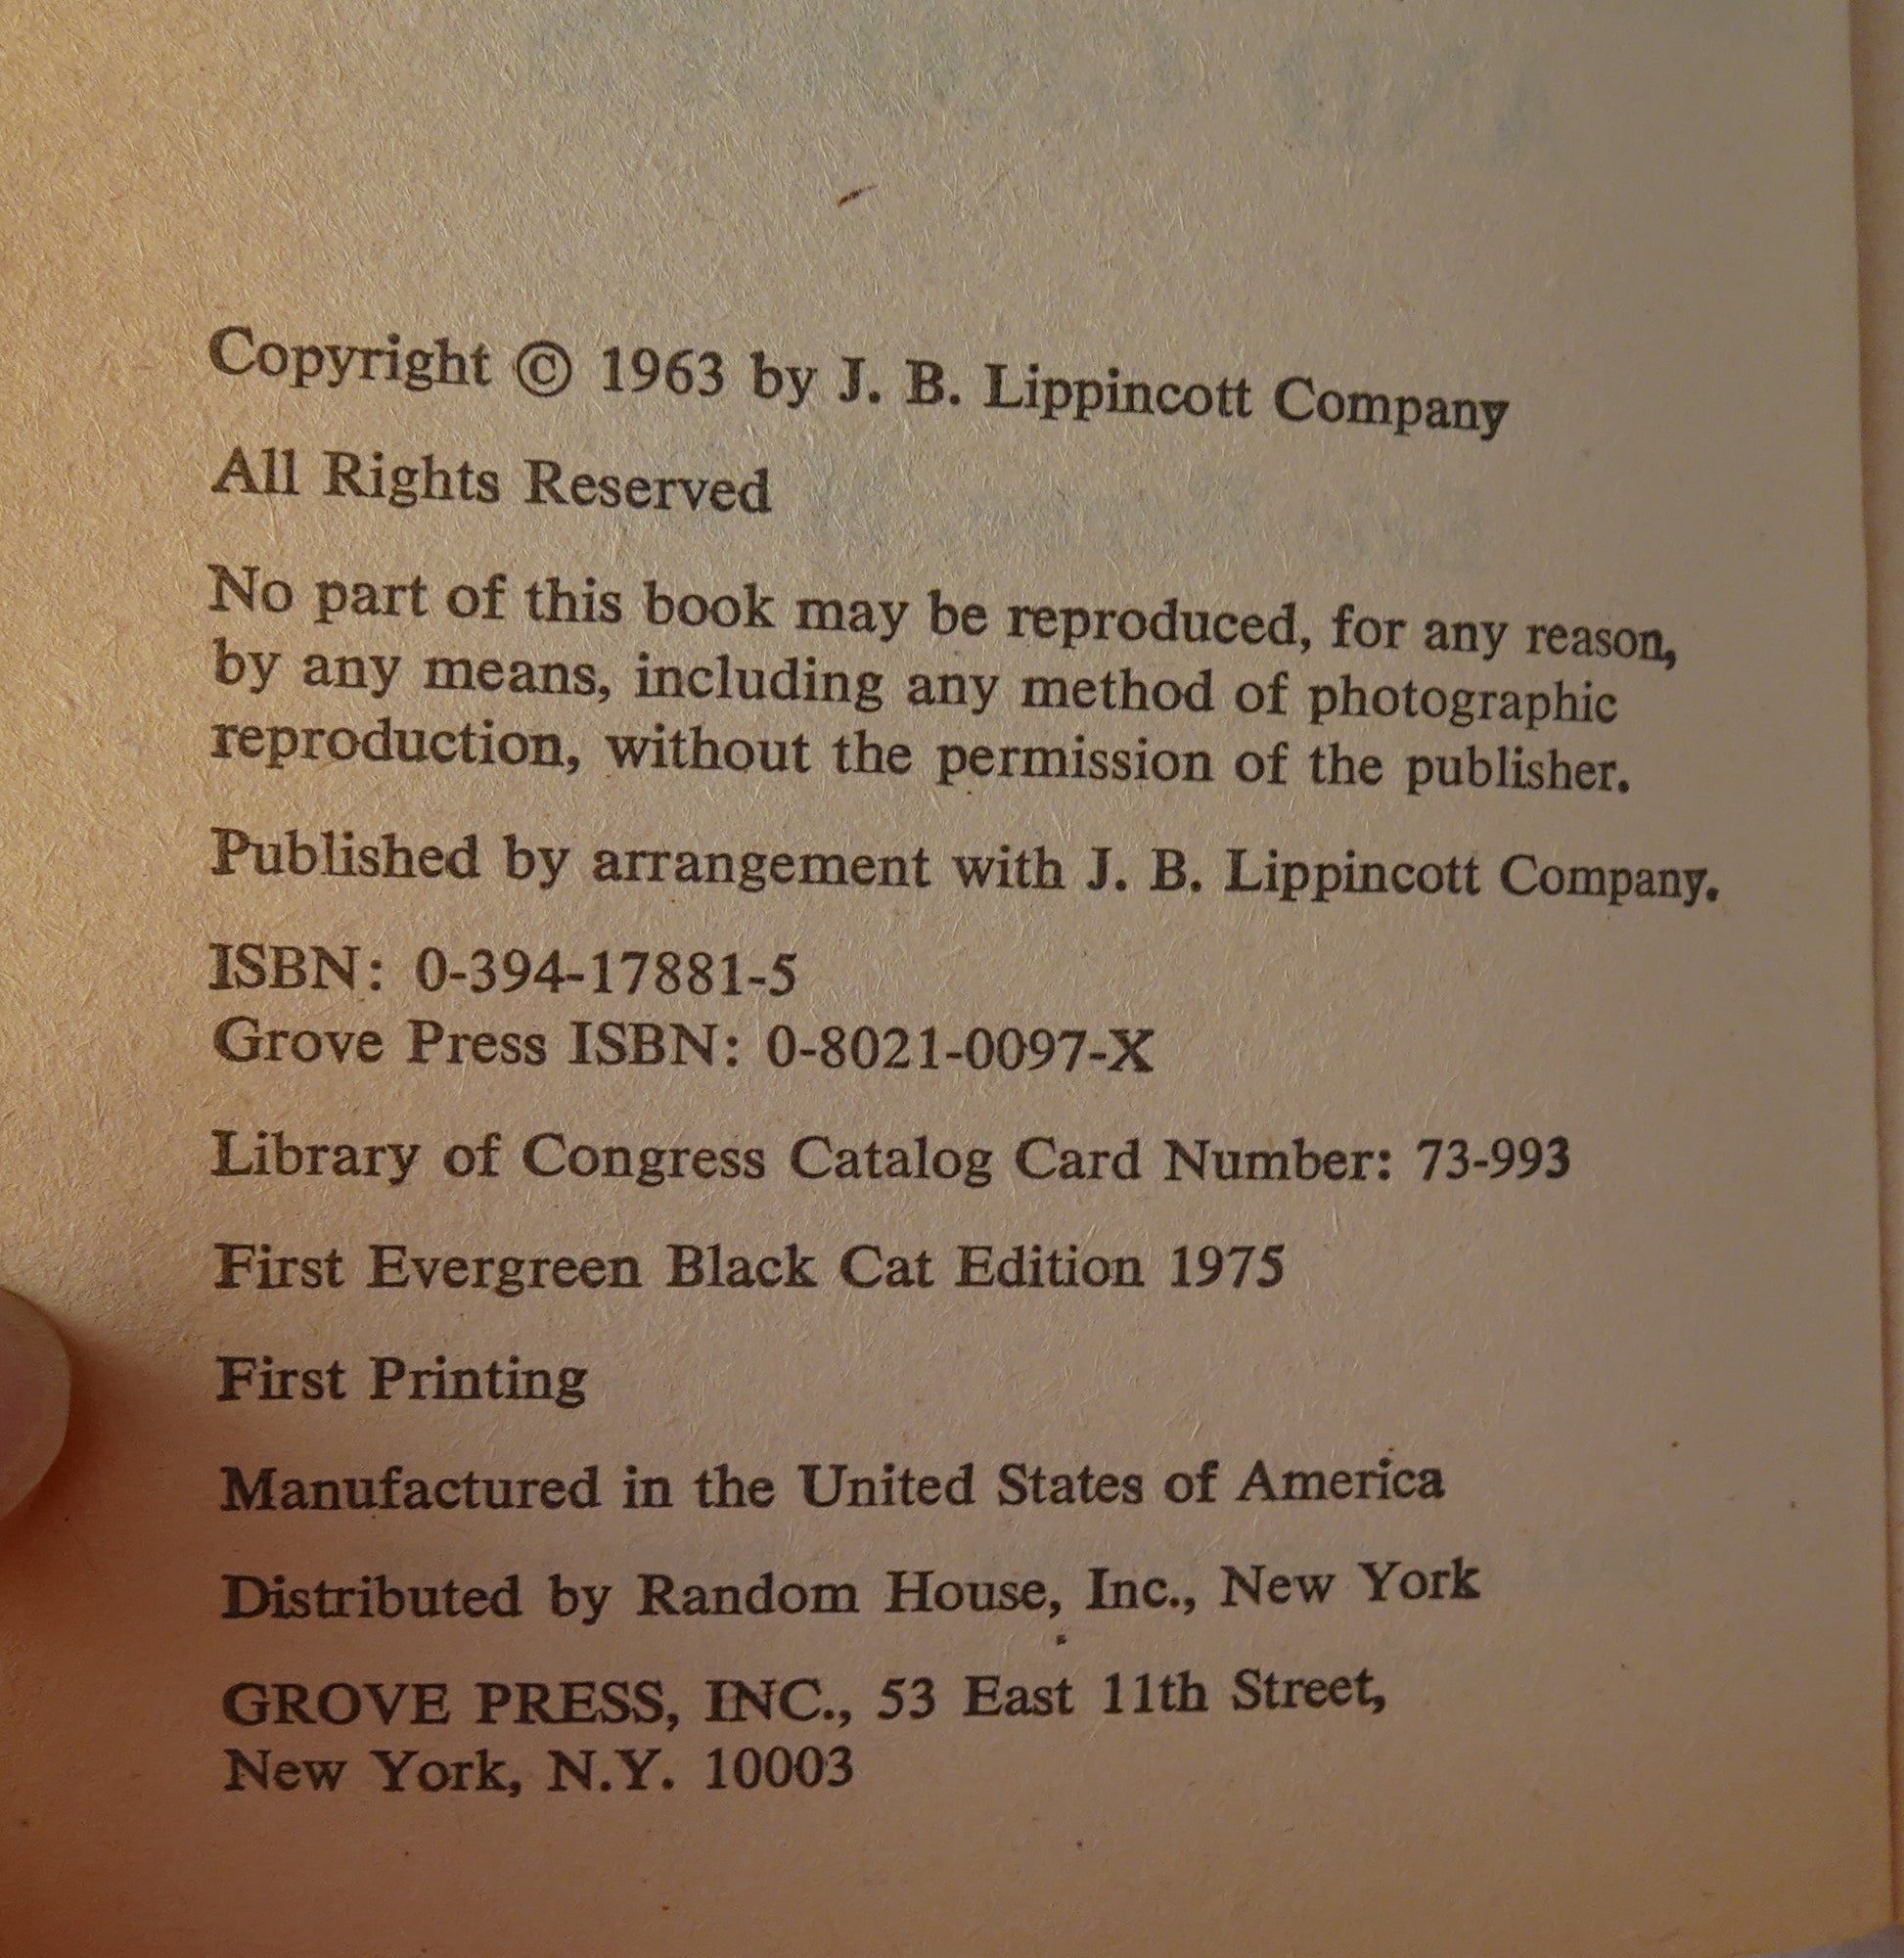 Copyright © 1963 by J. B. Lippincott Company
All Rights Reserved
No part of this book may be reproduced, for any reason,
by any means, including any method of photographic
reproduction, without the permission of the publisher.
Published by arrangement with J. B. Lippincott Company.
ISBN: 0-394-17881-5
Grove Press ISBN: 0-8021-0097-X
Library of Congress Catalog Card Number: 73-993
First Evergreen Black Cat Edition 1975
First Printing
Manufactured in the United States of America
Distributed by Random House, Inc., New York
GROVE PRESS, INC., 53 East 11th Street,
New York, N.Y. 10003